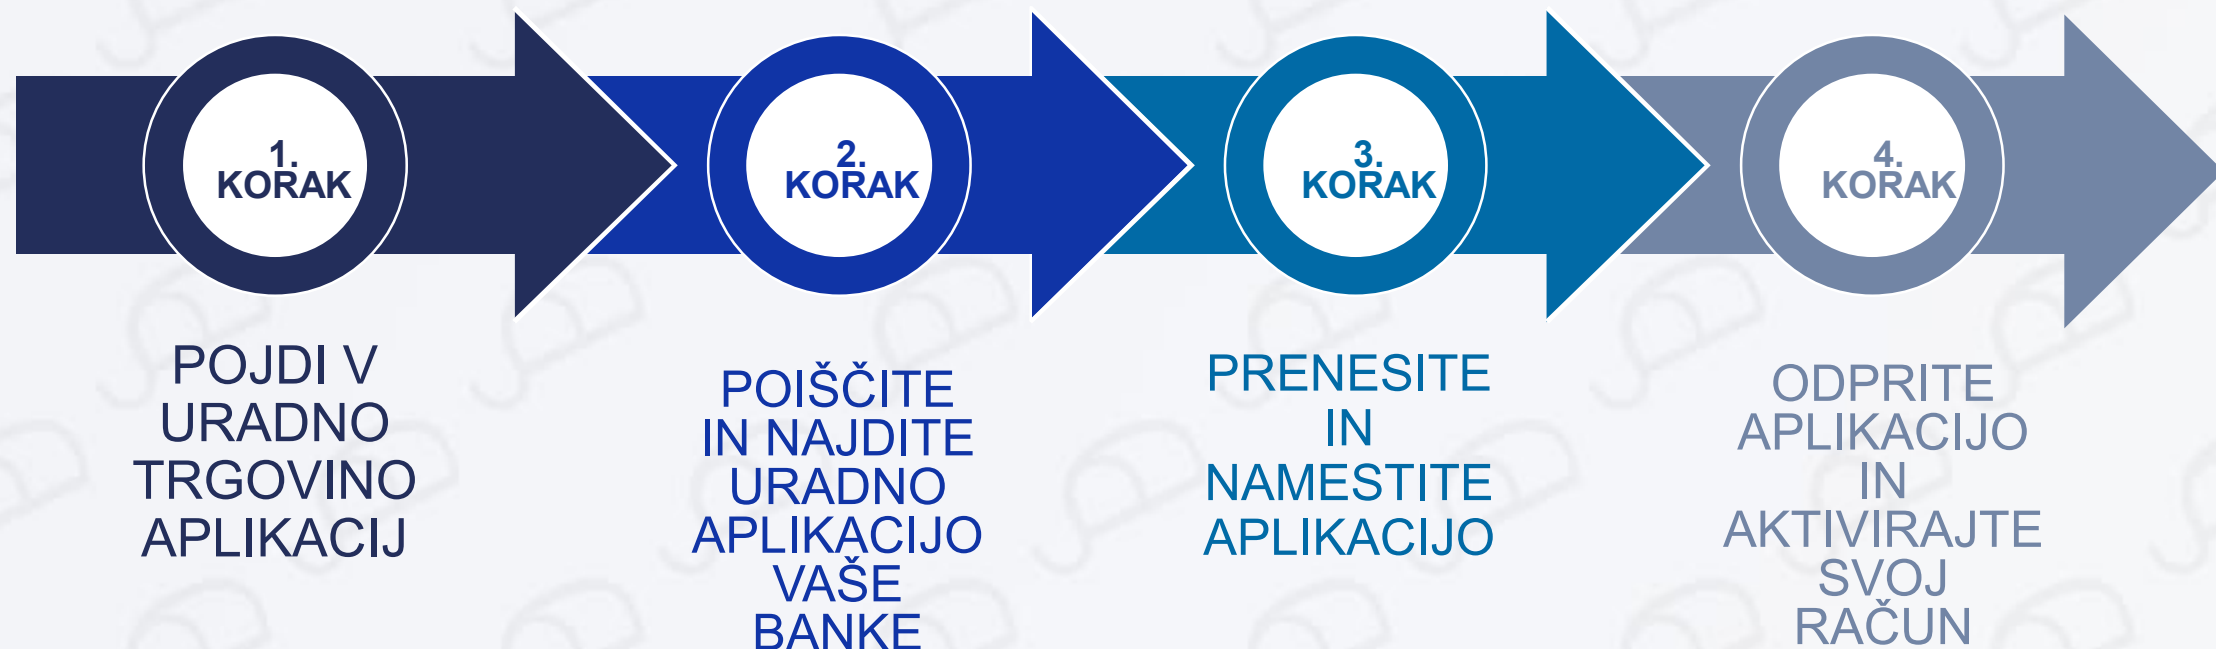 1.
KORAK
POJDI V
URADNO
TRGOVINO
APLIKACIJ
2.
KORAK
POIŠČITE
IN NAJDITE
URADNO
APLIKACIJO
VAŠE
BANKE
3.
KORAK
PRENESITE
IN
NAMESTITE
APLIKACIJO
4.
KORAK
ODPRITE
APLIKACIJO
IN
AKTIVIRAJTE
SVOJ
RAČUN